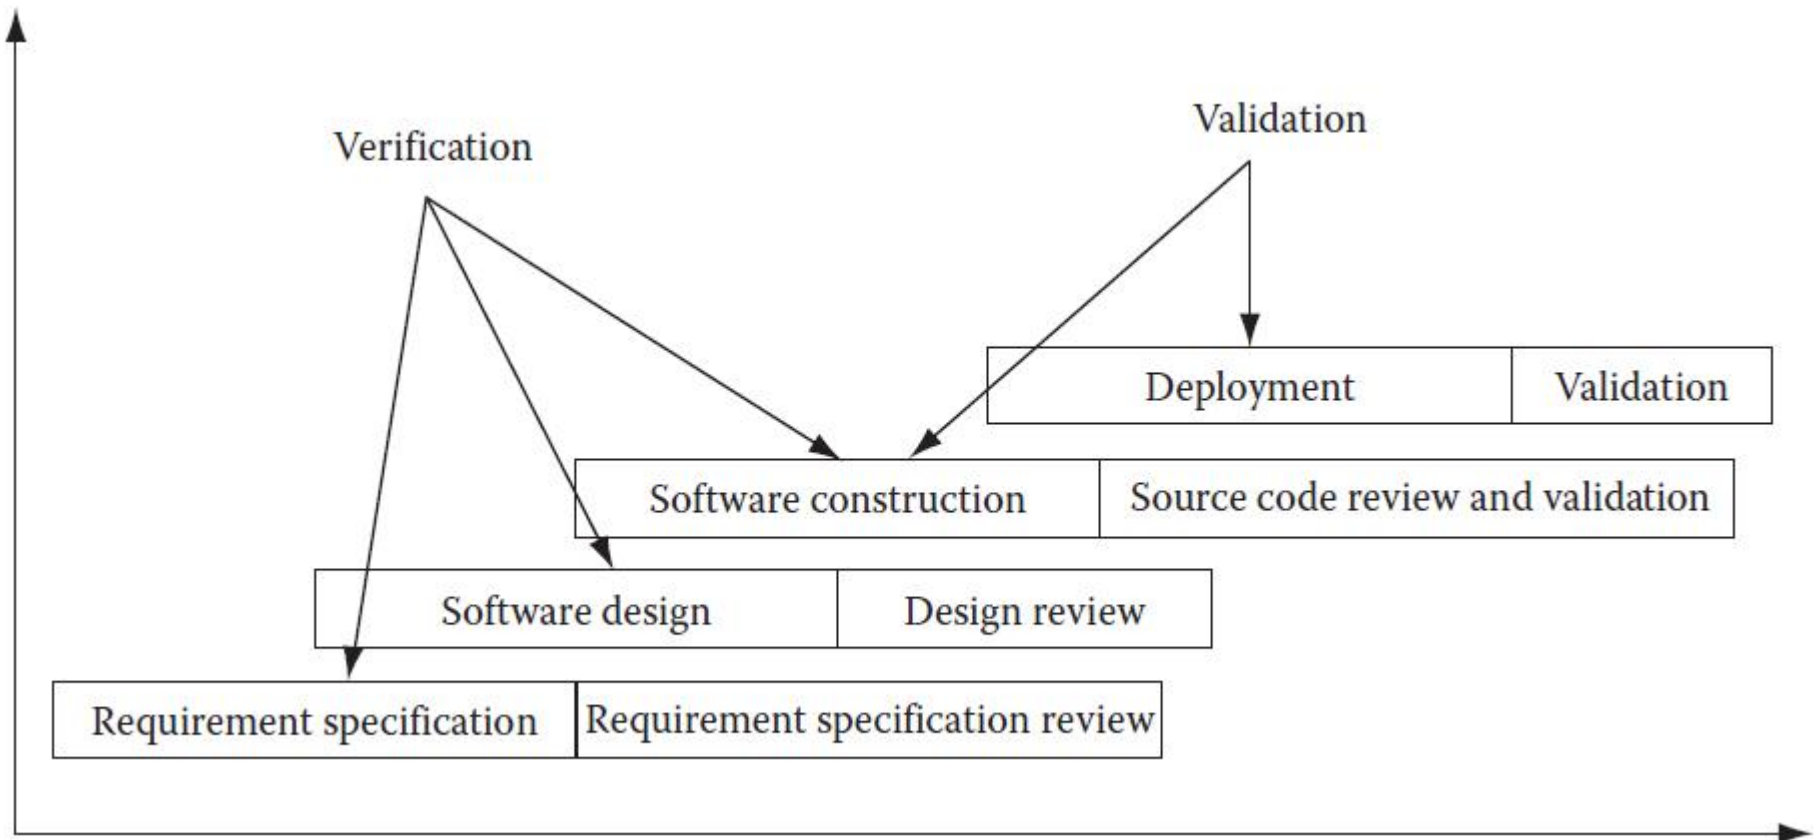 Verification
Validation
Deployment
Validation
Software construction
Source code review and validation
Software design
Design review
Requirement specification
Requirement specification review